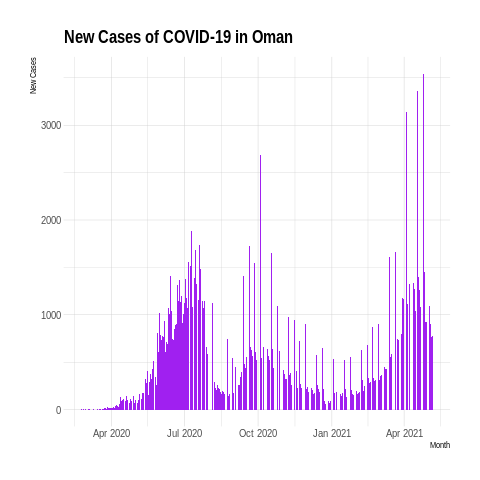 New Cases of COVID-19 in Oman
New Cases
3000
2000
1000
0
Apr 2020 Jul 2020 Oct 2020 Jan 2021 Apr 2021
Month